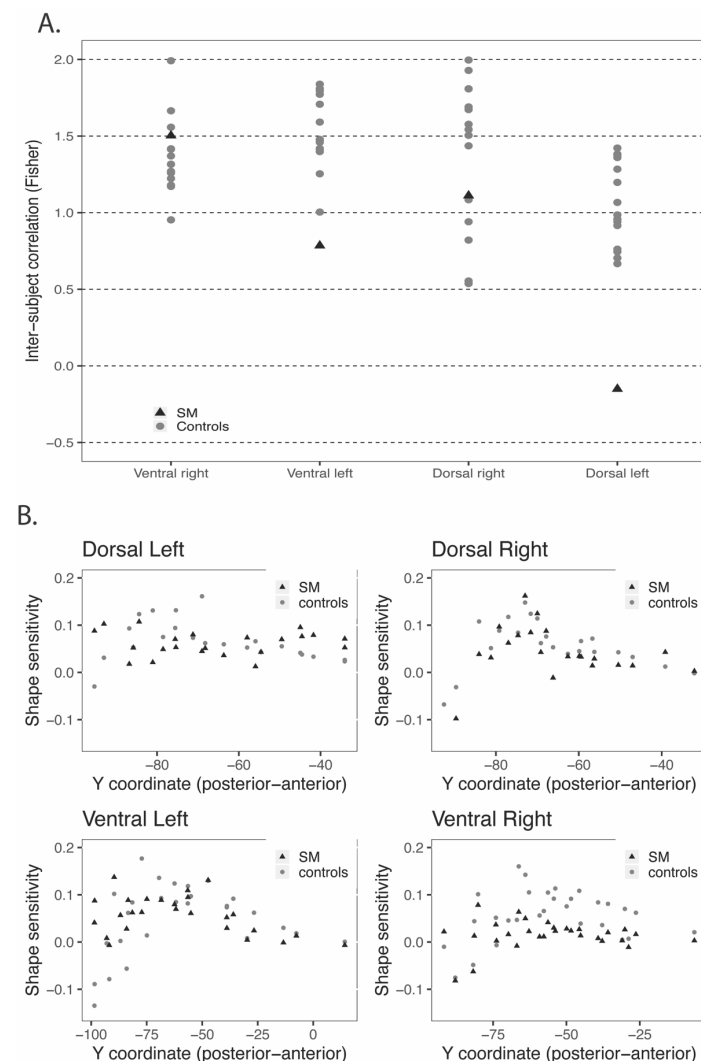 A.
Inter−subject correlation (Fisher)
2.0
1.5
1.0
0.5
0.0
−0.5
SM
Controls
Ventral right Ventral left Dorsal right Dorsal left
B.
Dorsal Left
Shape sensitivity
0.2
0.1
0.0
−0.1
SM
controls
−80 −60 −40
Y coordinate (posterior−anterior)
Dorsal Right
Shape sensitivity
0.2
0.1
0.0
−0.1
SM
controls
−80 −60 −40
Y coordinate (posterior−anterior)
Ventral Left
Shape sensitivity
0.2
0.1
0.0
−0.1
SM
controls
−100 −75 −50 −25 0
Y coordinate (posterior−anterior)
Ventral Right
Shape sensitivity
0.2
0.1
0.0
−0.1
SM
controls
−75 −50 −25
Y coordinate (posterior−anterior)